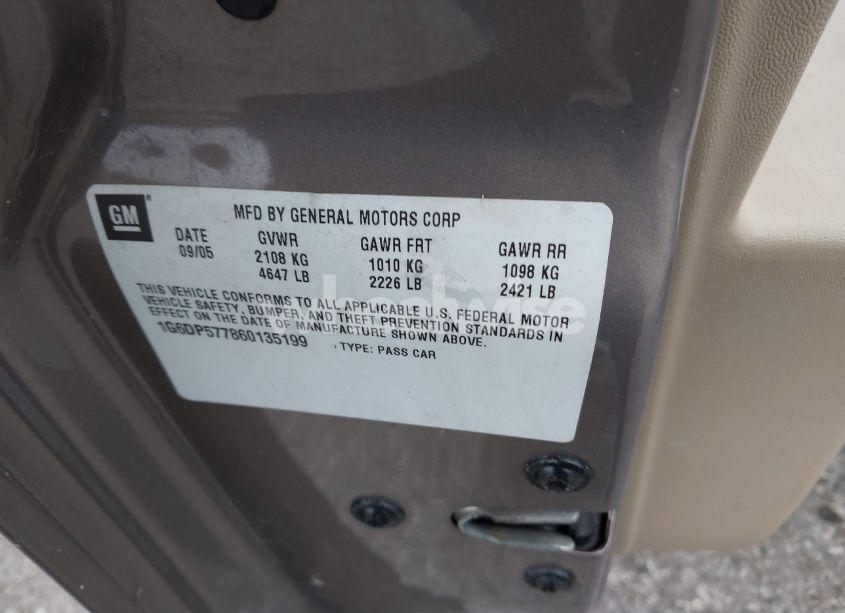 GM®
MFD BY GENERAL MOTORS CORP
DATE GVWR GAWR FRT GAWR RR
09/05 2108 KG 1010 KG 1098 KG
4647 LB 2226 LB 2421 LB
THIS VEHICLE CONFORMS TO ALL APPLICABLE U.S. FEDERAL MOTOR
VEHICLE SAFETY, BUMPER, AND THEFT PREVENTION STANDARDS IN
EFFECT ON THE DATE OF MANUFACTURE SHOWN ABOVE.
1G6DP577860135199 TYPE: PASS CAR